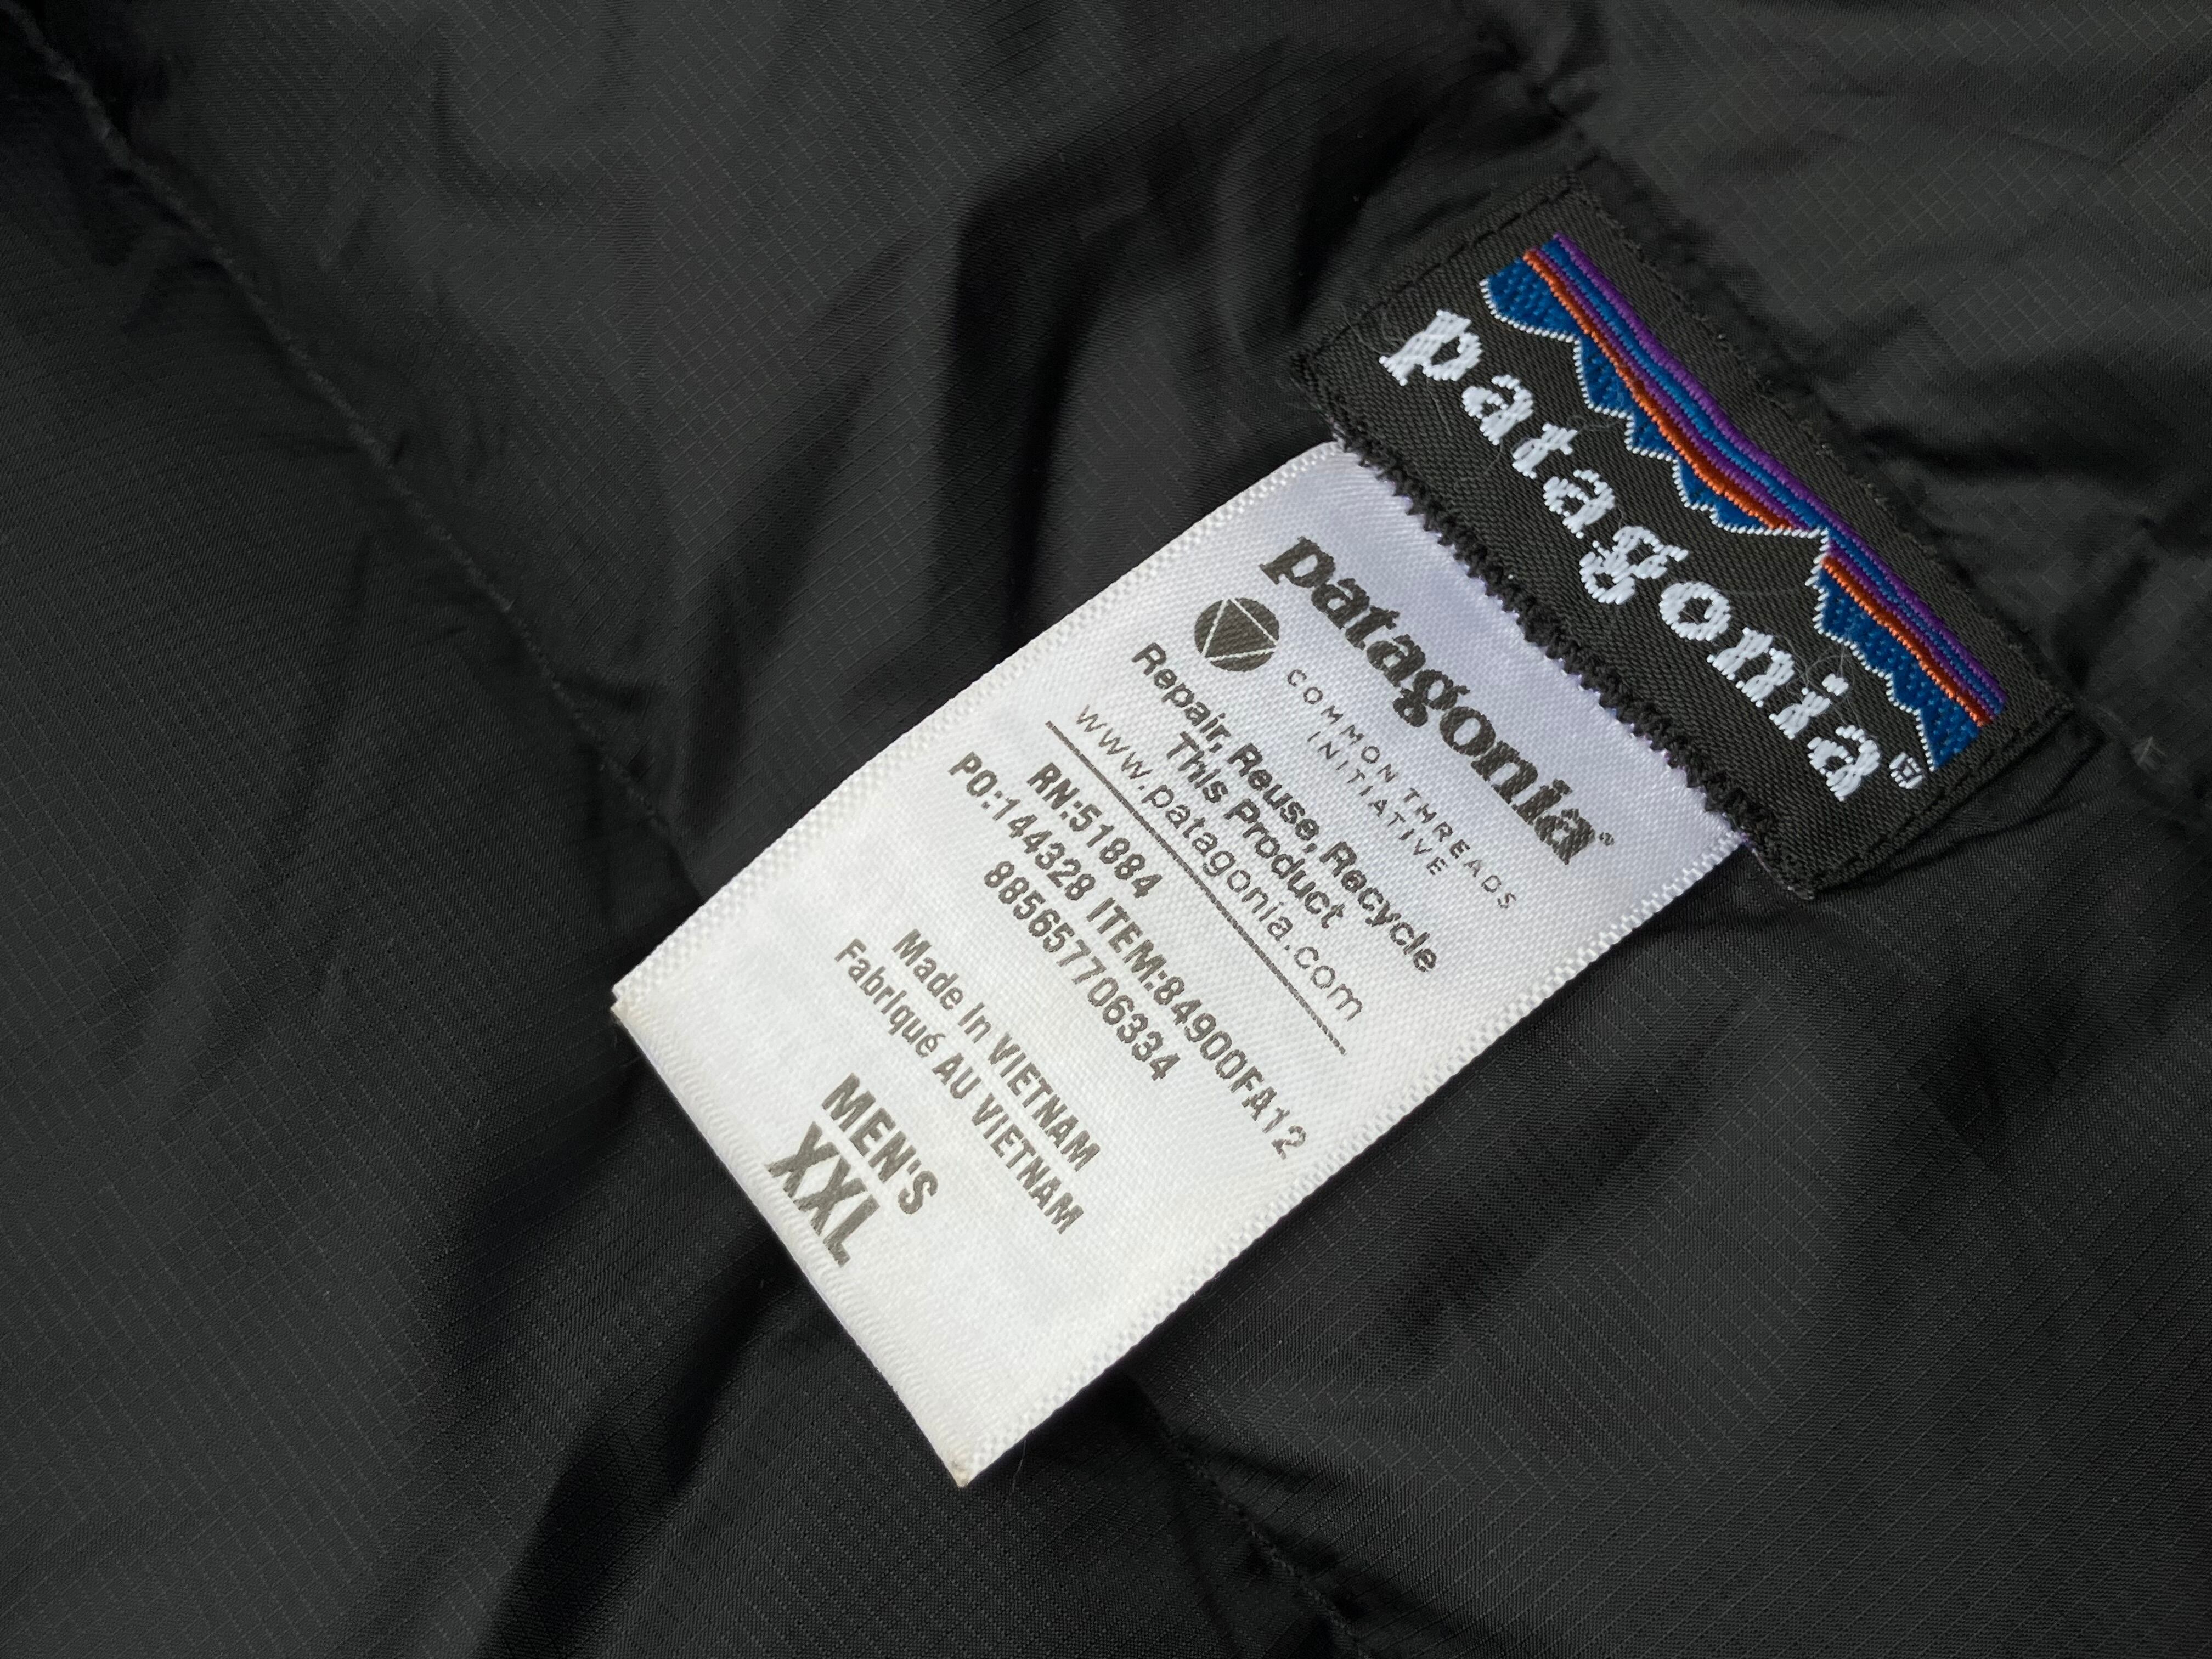 patagonia®
patagonia®
COMMON THREADS
INITIATIVE
Repair, Reuse, Recycle
This Product
www.patagonia.com
RN:51884
PO:144328 ITEM:84900FA12
885657706334
Made In VIETNAM
Fabriqué AU VIETNAM
MEN'S
XXL